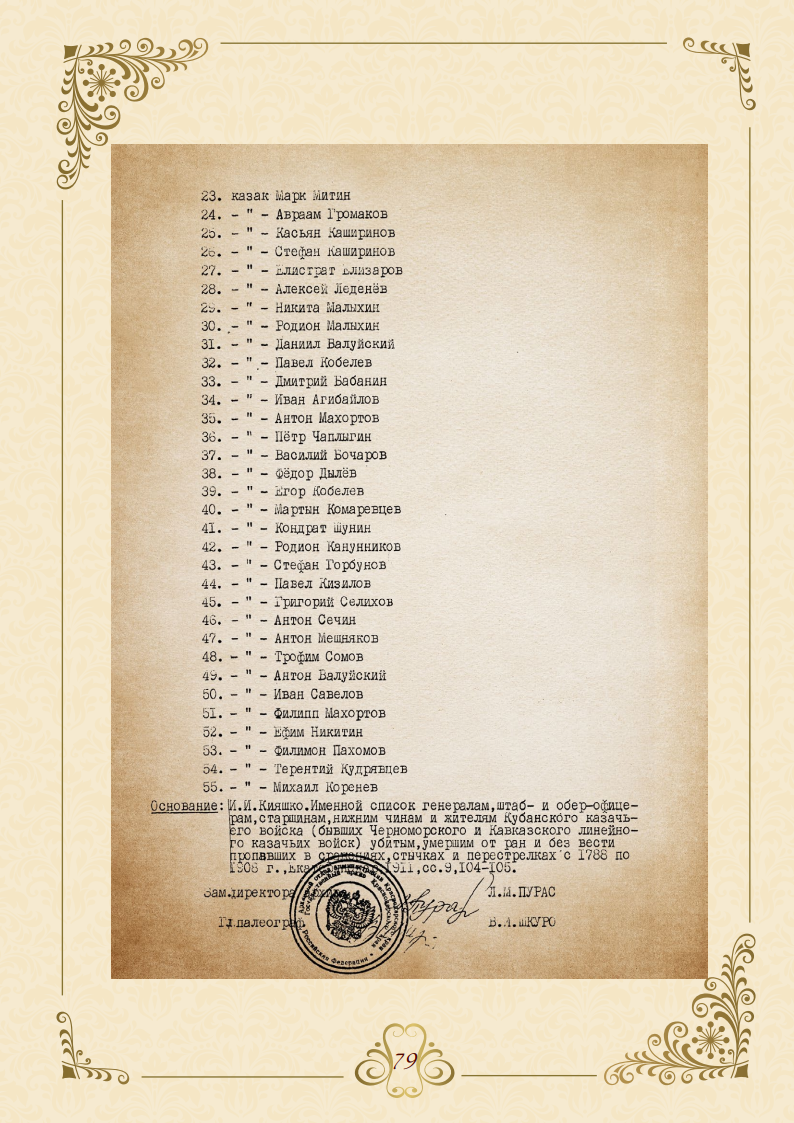 23. казак Марк Митин
24. – " – Авраам Громаков
25. – " – Касьян Каширинов
26. – " – Стефан Каширинов
27. – " – Елистрат Елизаров
28. – " – Алексей Леденёв
29. – " – Никита Малыхин
30. – " – Родион Малыхин
31. – " – Даниил Валуйский
32. – " – Павел Кобелев
33. – " – Дмитрий Бабанин
34. – " – Иван Агибайлов
35. – " – Антон Махортов
36. – " – Пётр Чаплыгин
37. – " – Василий Бочаров
38. – " – Фёдор Дылёв
39. – " – Егор Кобелев
40. – " – Мартын Комаревцев
41. – " – Кондрат Шунин
42. – " – Родион Канунников
43. – " – Стефан Горбунов
44. – " – Павел Кизилов
45. – " – Григорий Селихов
46. – " – Антон Сечин
47. – " – Антон Мешняков
48. – " – Трофим Сомов
49. – " – Антон Валуйский
50. – " – Иван Савелов
51. – " – Филипп Махортов
52. – " – Ефим Никитин
53. – " – Филимон Пахомов
54. – " – Терентий Кудрявцев
55. – " – Михаил Коренев
Основание: И.И.Кияшко.Именной список генералам,штаб- и обер-офице-
рам,старшинам,нижним чинам и жителям Кубанского казачь-
его войска (бывших Черноморского и Кавказского линейно-
го казачьих войск) убитым,умершим от ран и без вести
пропавших в сражениях,стычках и перестрелках с 1788 по
1908 г., 1911,сс.9,104-105.
Зам.директора Л.М.ПУРАС
Гл.палеограф В.А.ШКУРО
Российская Федерация
79